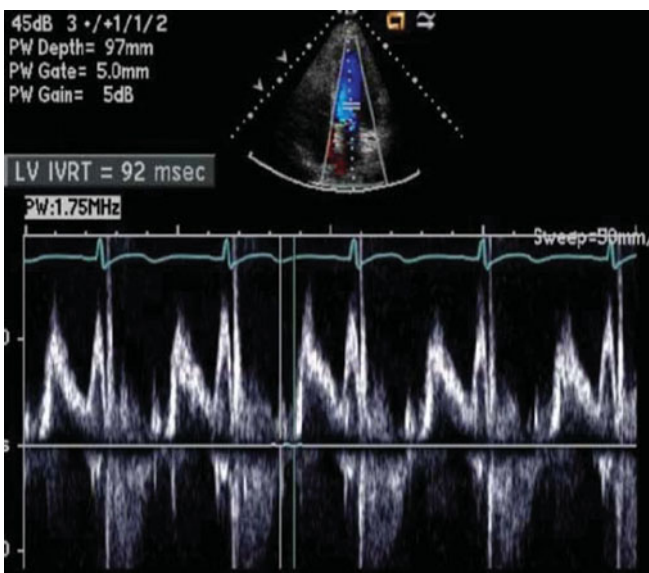 45dB 3 •/+1/1/2
PW Depth= 97mm
PW Gate= 5.0mm
PW Gain= 5dB
LV IVRT = 92 msec
PW:1.75MHz
Sweep=50mm/